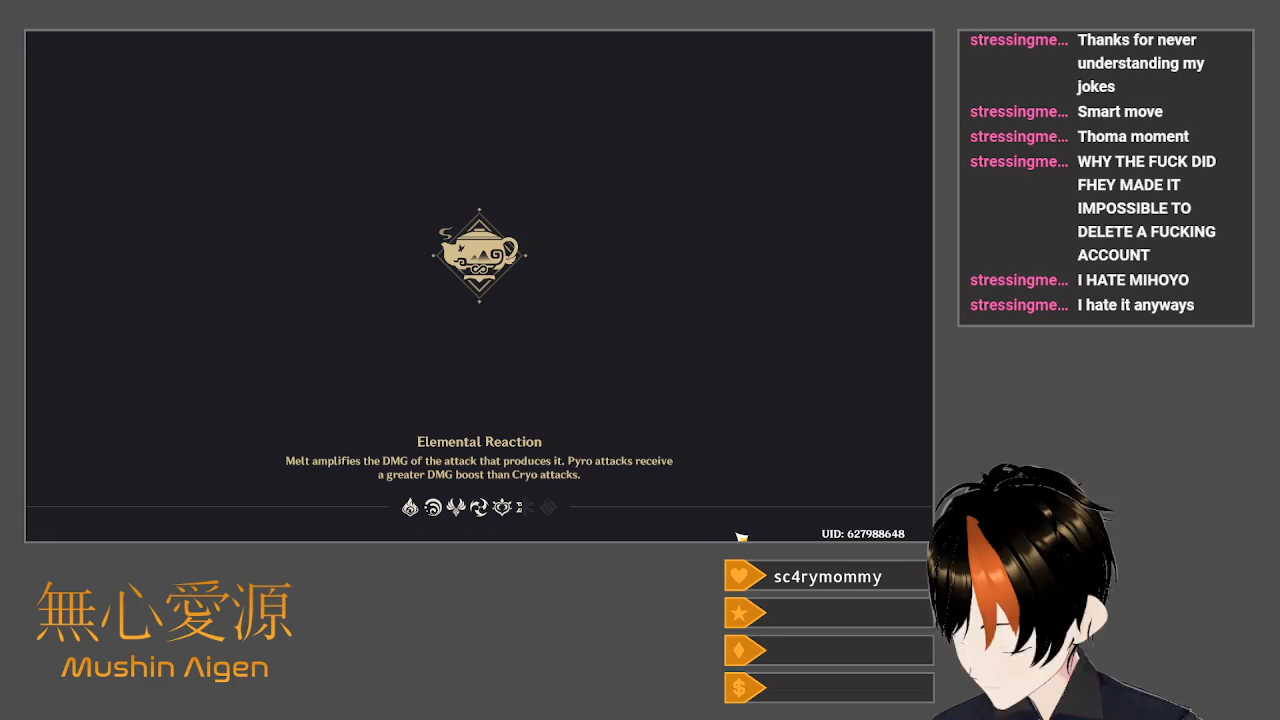 stressingme... Thanks for never
understanding my
jokes
stressingme... Smart move
stressingme... Thoma moment
stressingme... WHY THE FUCK DID
FHEY MADE IT
IMPOSSIBLE TO
DELETE A FUCKING
ACCOUNT
stressingme... I HATE MIHOYO
stressingme... I hate it anyways
Elemental Reaction
Melt amplifies the DMG of the attack that produces it. Pyro attacks receive
a greater DMG boost than Cryo attacks.
UID: 627988648
sc4rymommy
無心愛源
Mushin Aigen